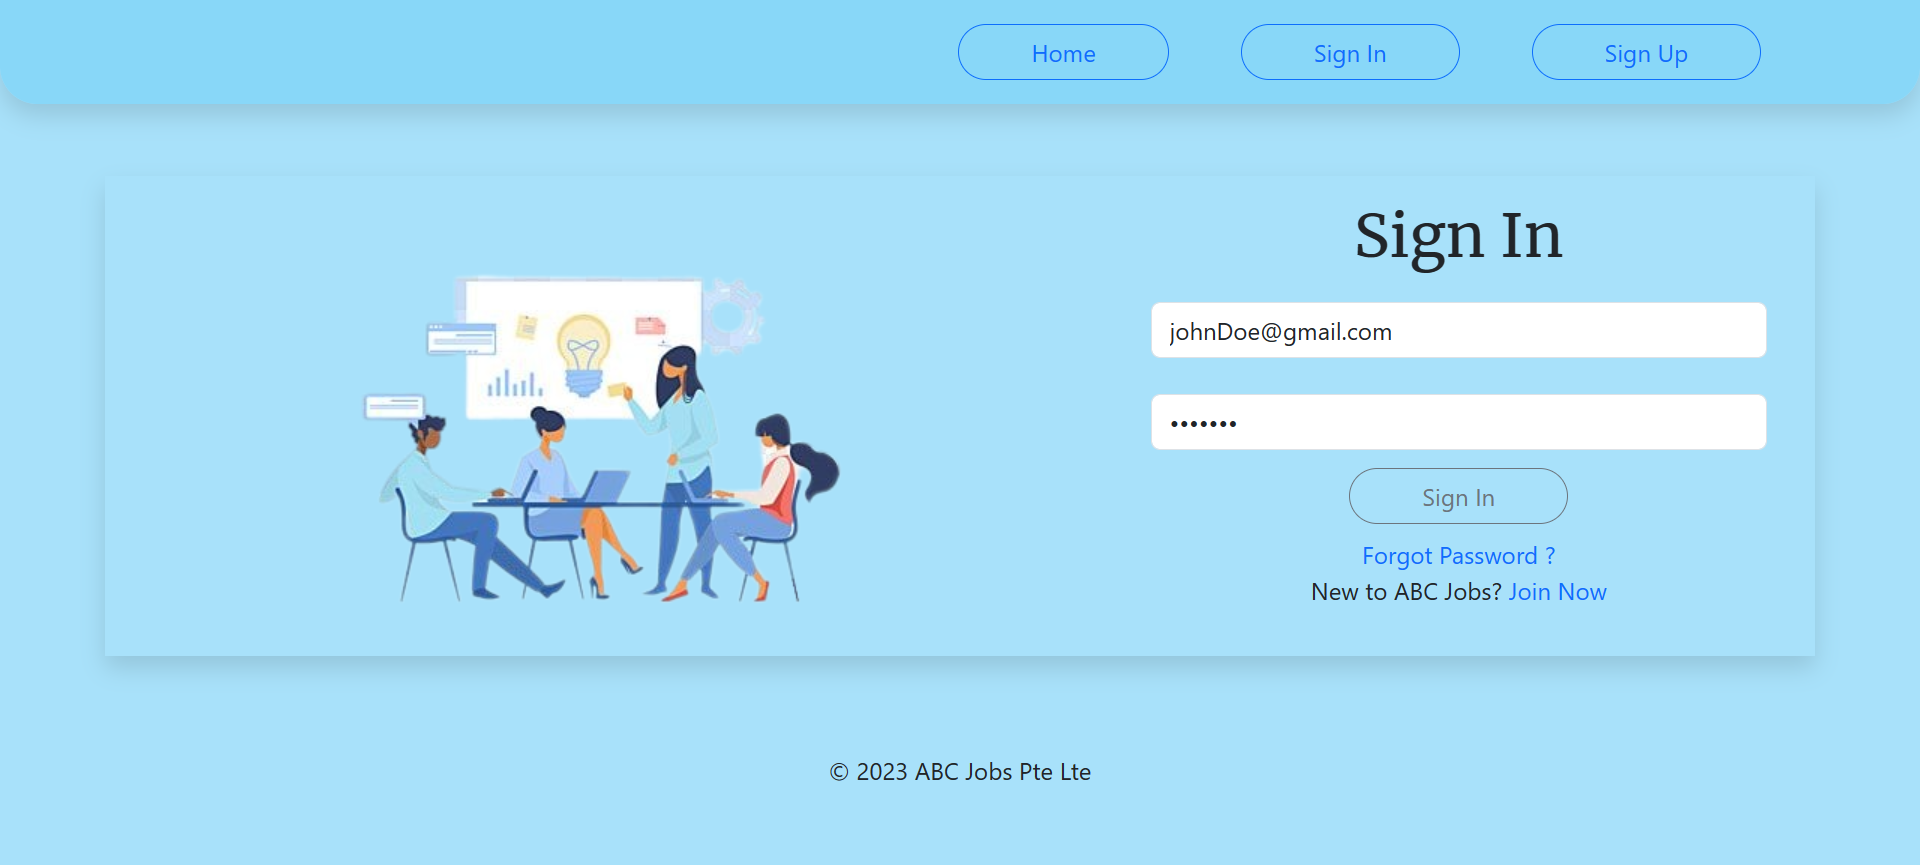 Home
Sign In
Sign Up
Sign In
johnDoe@gmail.com
•••••••
Sign In
Forgot Password ?
New to ABC Jobs? Join Now
© 2023 ABC Jobs Pte Lte